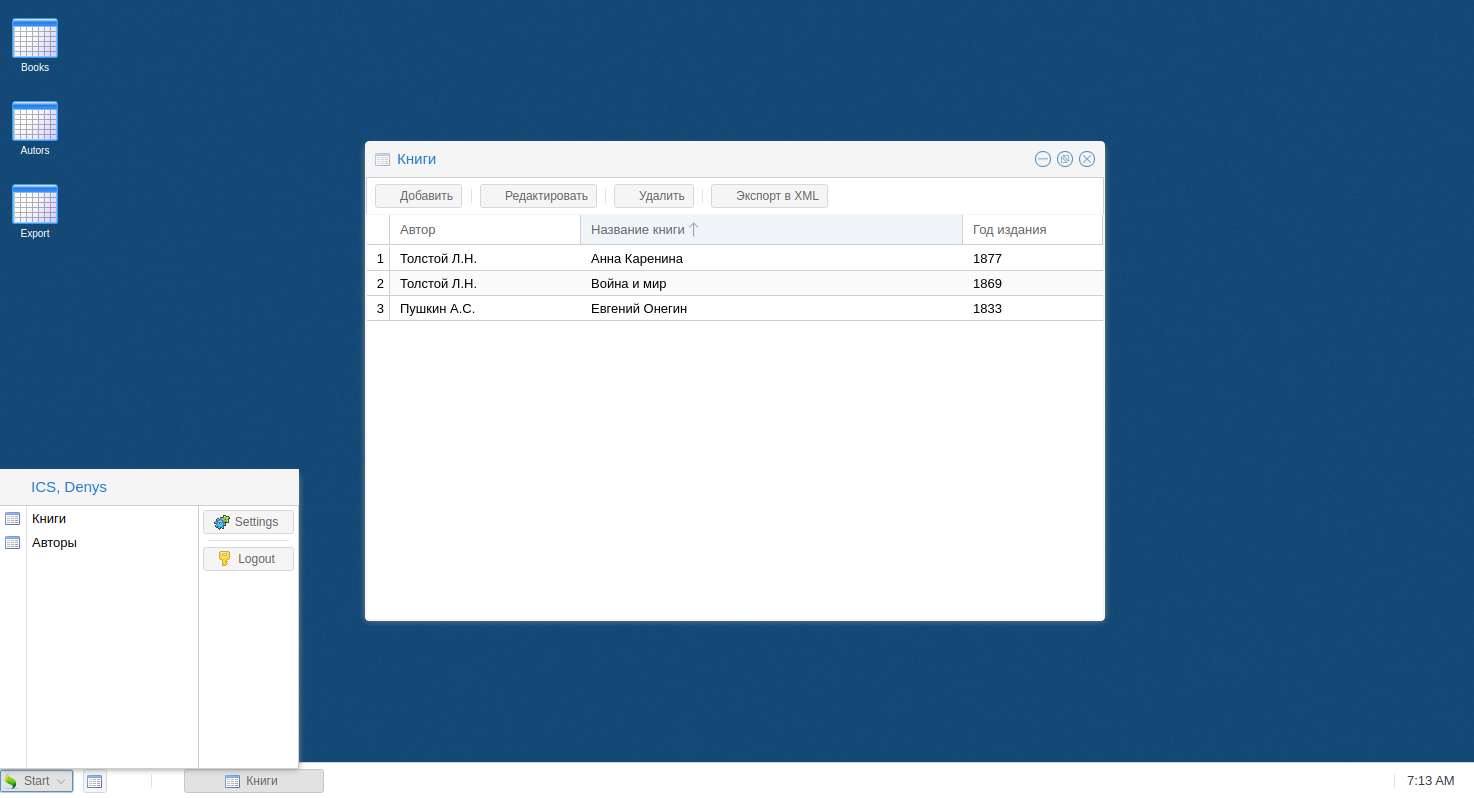 Books
Autors
Export
Книги
Добавить Редактировать Удалить Экспорт в XML
Автор Название книги Год издания
1 Толстой Л.Н. Анна Каренина 1877
2 Толстой Л.Н. Война и мир 1869
3 Пушкин А.С. Евгений Онегин 1833
ICS, Denys
Книги
Авторы
Settings
Logout
Start Книги 7:13 AM